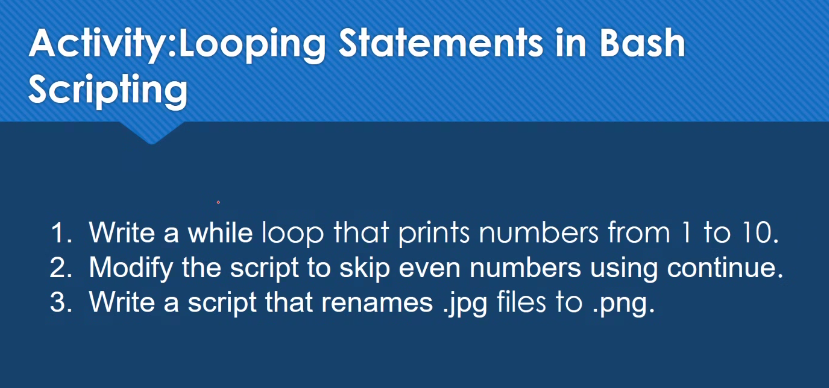 Activity:Looping Statements in Bash
Scripting
1. Write a while loop that prints numbers from 1 to 10.
2. Modify the script to skip even numbers using continue.
3. Write a script that renames .jpg files to .png.